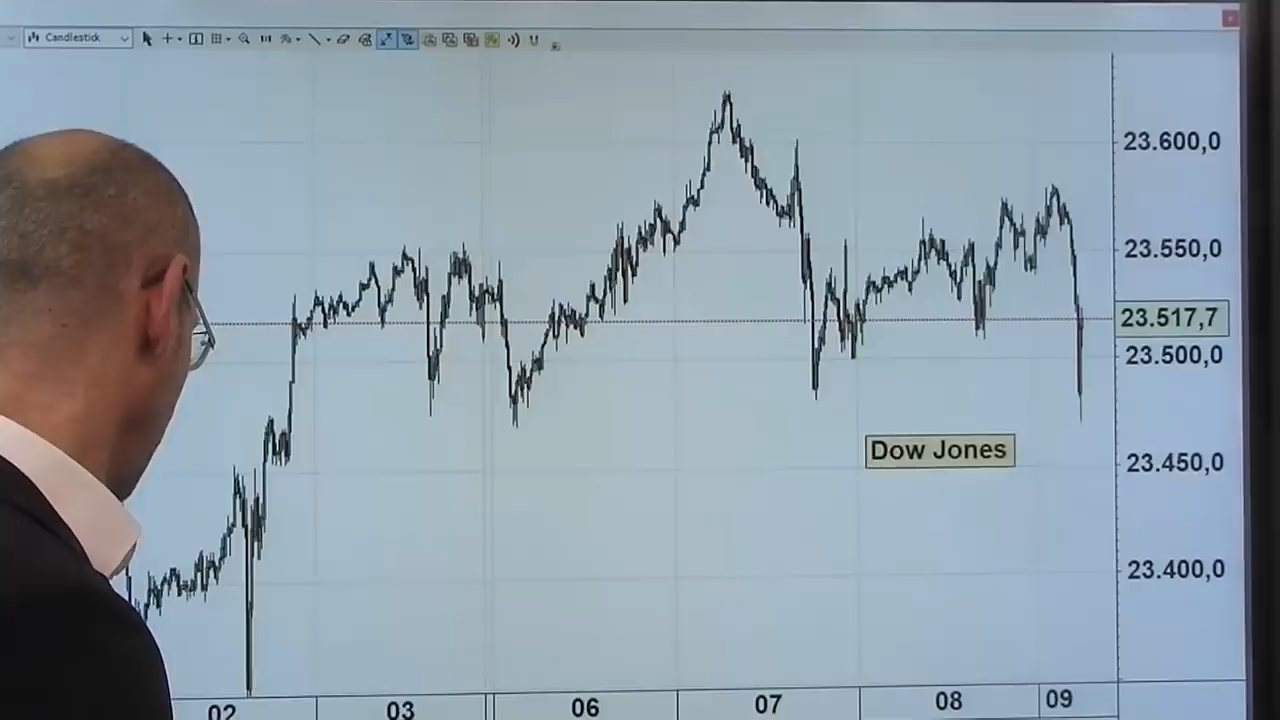 Candlestick
23.600,0
23.550,0
23.517,7
23.500,0
Dow Jones
23.450,0
23.400,0
02 03 06 07 08 09